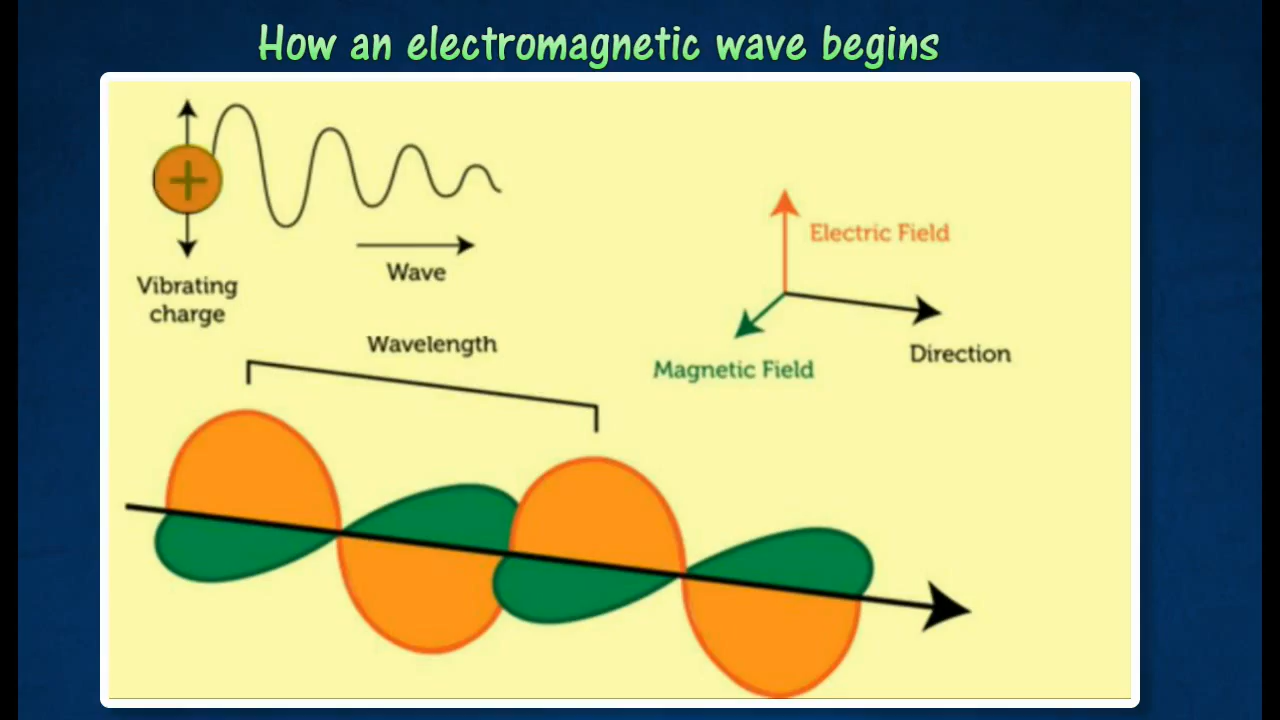 How an electromagnetic wave begins
+
Electric Field
Wave
Vibrating
charge
Wavelength
Direction
Magnetic Field